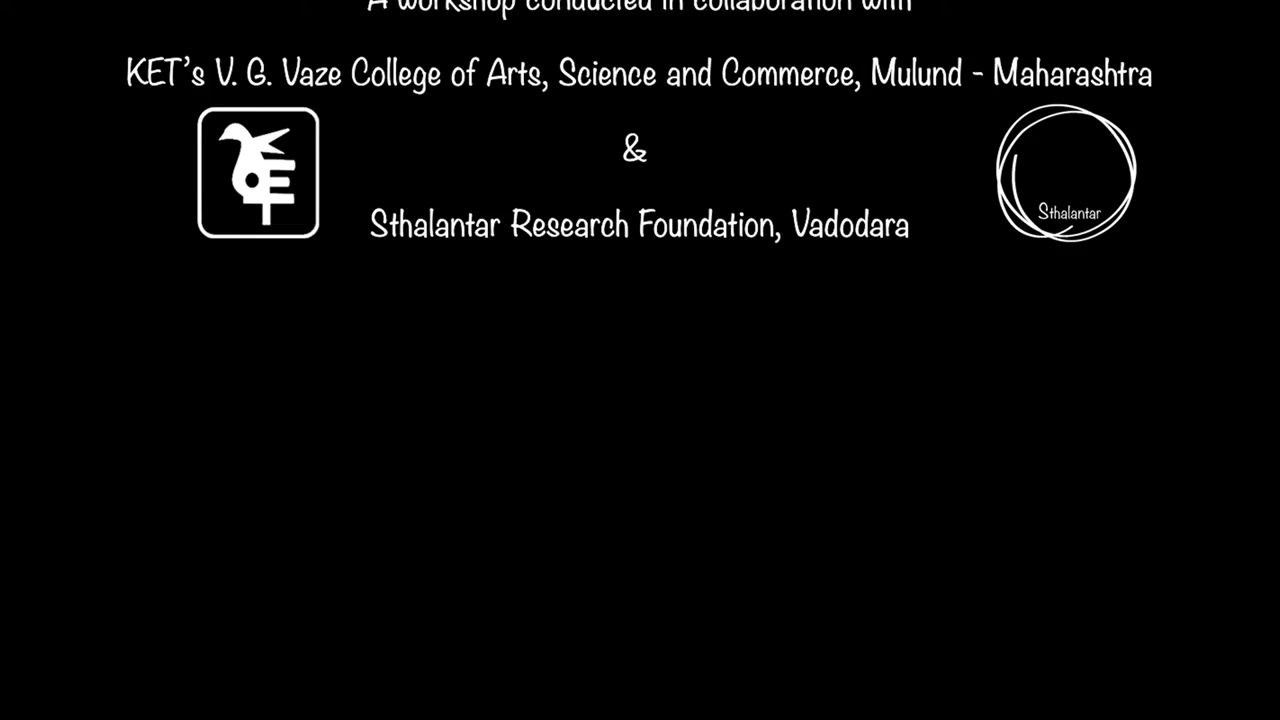 A workshop conducted in collaboration with
KET's V. G. Vaze College of Arts, Science and Commerce, Mulund - Maharashtra
&
Sthalantar
Sthalantar Research Foundation, Vadodara